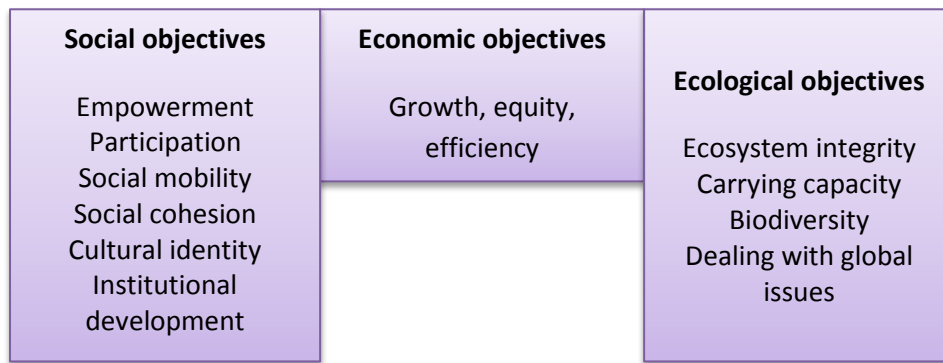 Social objectives
Empowerment
Participation
Social mobility
Social cohesion
Cultural identity
Institutional
development
Economic objectives
Growth, equity,
efficiency
Ecological objectives
Ecosystem integrity
Carrying capacity
Biodiversity
Dealing with global
issues